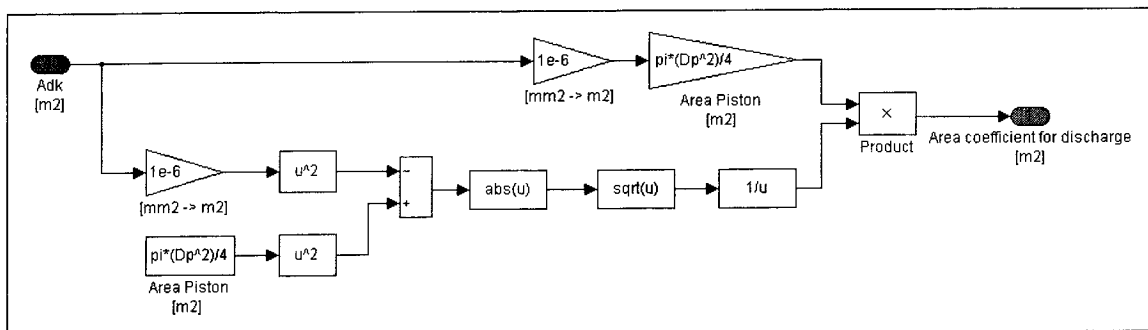 Adk
[m2]
1e-6
[mm2 -> m2]
pi*(Dp^2)/4
Area Piston
[m2]
×
Product
Area coefficient for discharge
[m2]
1e-6
[mm2 -> m2]
u^2
−
+
abs(u)
sqrt(u)
1/u
pi*(Dp^2)/4
Area Piston
[m2]
u^2